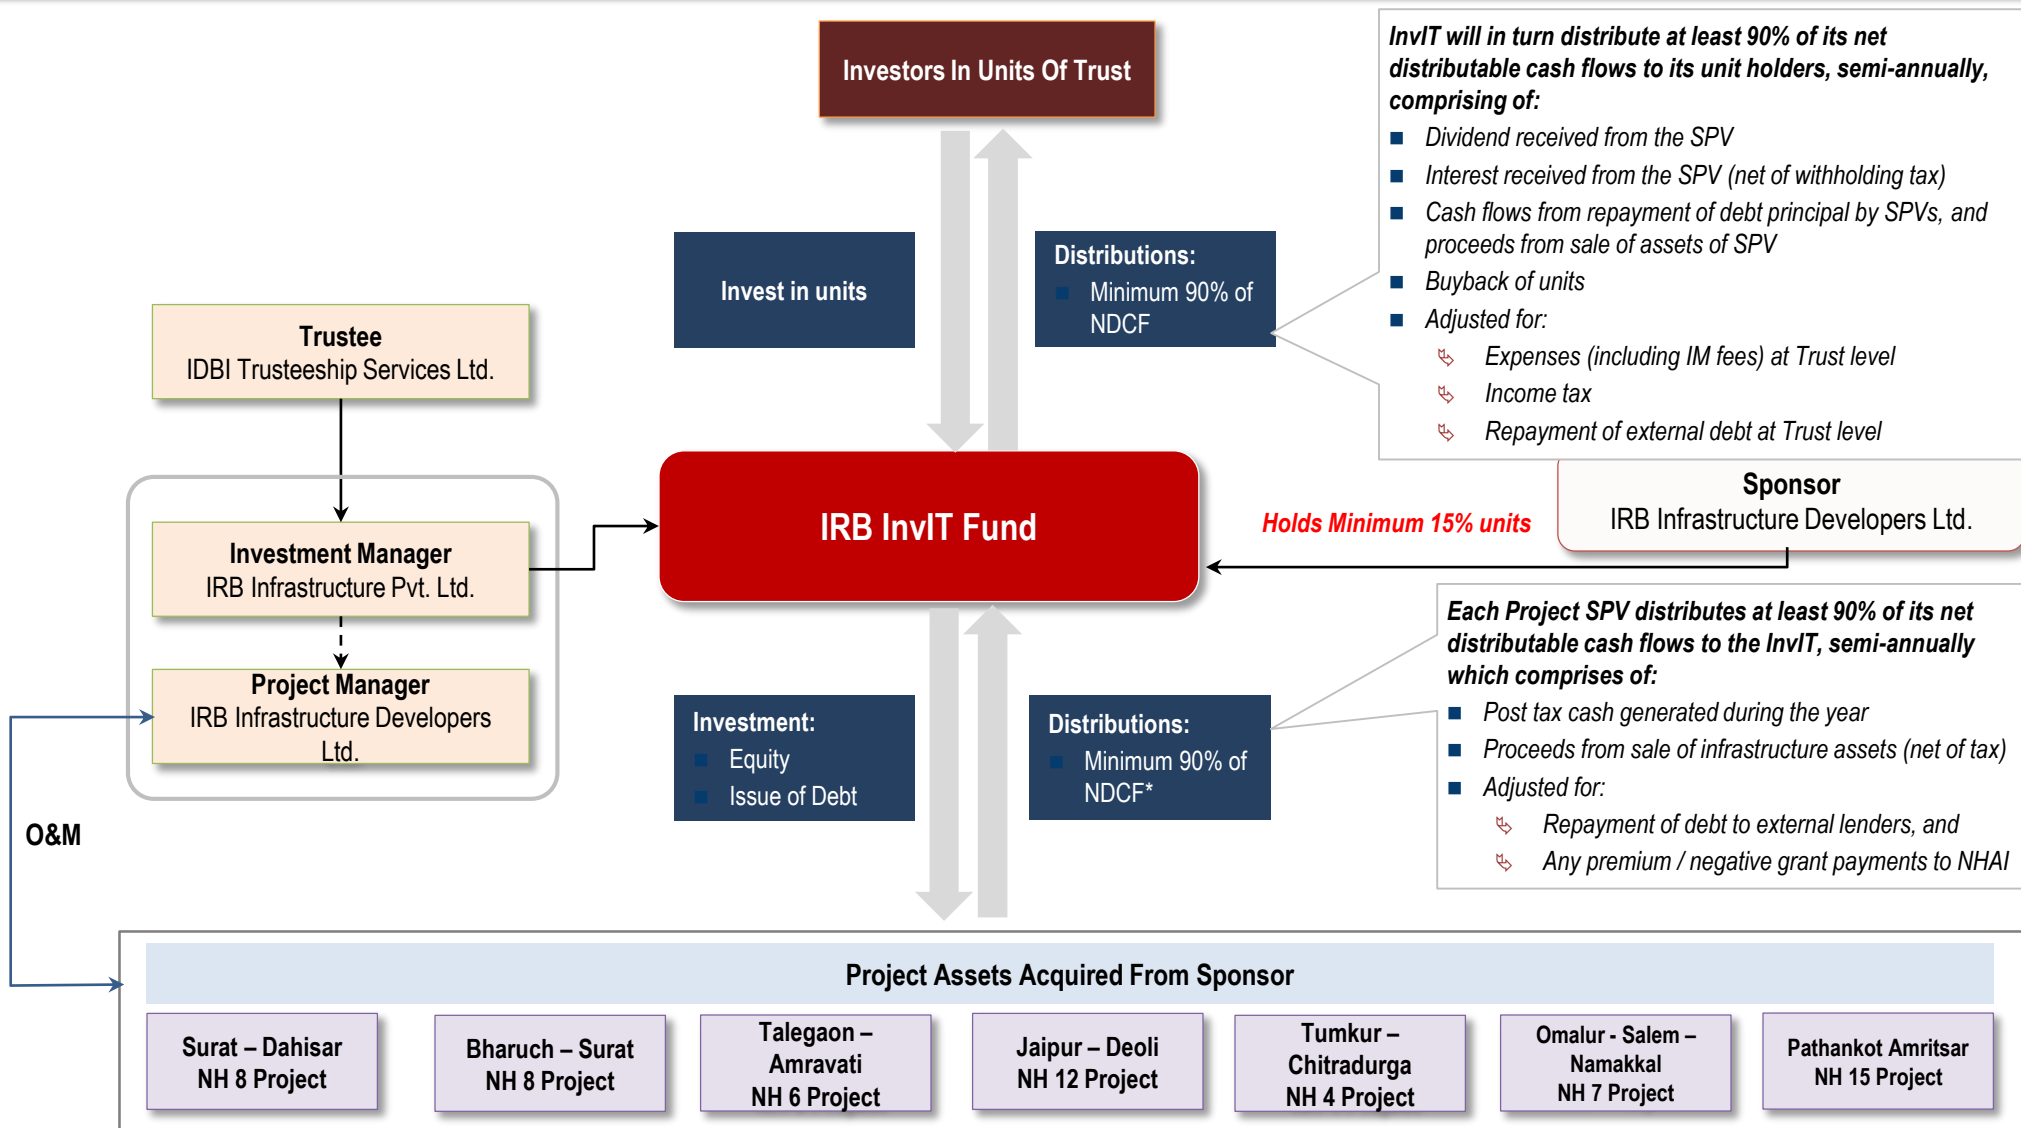 Investors In Units Of Trust
InvIT will in turn distribute at least 90% of its net
distributable cash flows to its unit holders, semi-annually,
comprising of:
Dividend received from the SPV
Interest received from the SPV (net of withholding tax)
Cash flows from repayment of debt principal by SPVs, and
proceeds from sale of assets of SPV
Buyback of units
Adjusted for:
Expenses (including IM fees) at Trust level
Income tax
Repayment of external debt at Trust level
Invest in units
Distributions:
Minimum 90% of
NDCF
Trustee
IDBI Trusteeship Services Ltd.
Investment Manager
IRB Infrastructure Pvt. Ltd.
Project Manager
IRB Infrastructure Developers
Ltd.
IRB InvIT Fund
Holds Minimum 15% units
Sponsor
IRB Infrastructure Developers Ltd.
Each Project SPV distributes at least 90% of its net
distributable cash flows to the InvIT, semi-annually
which comprises of:
Post tax cash generated during the year
Proceeds from sale of infrastructure assets (net of tax)
Adjusted for:
Repayment of debt to external lenders, and
Any premium / negative grant payments to NHAI
Investment:
Equity
Issue of Debt
Distributions:
Minimum 90% of
NDCF*
O&M
Project Assets Acquired From Sponsor
Surat – Dahisar
NH 8 Project
Bharuch – Surat
NH 8 Project
Talegaon –
Amravati
NH 6 Project
Jaipur – Deoli
NH 12 Project
Tumkur –
Chitradurga
NH 4 Project
Omalur - Salem –
Namakkal
NH 7 Project
Pathankot Amritsar
NH 15 Project